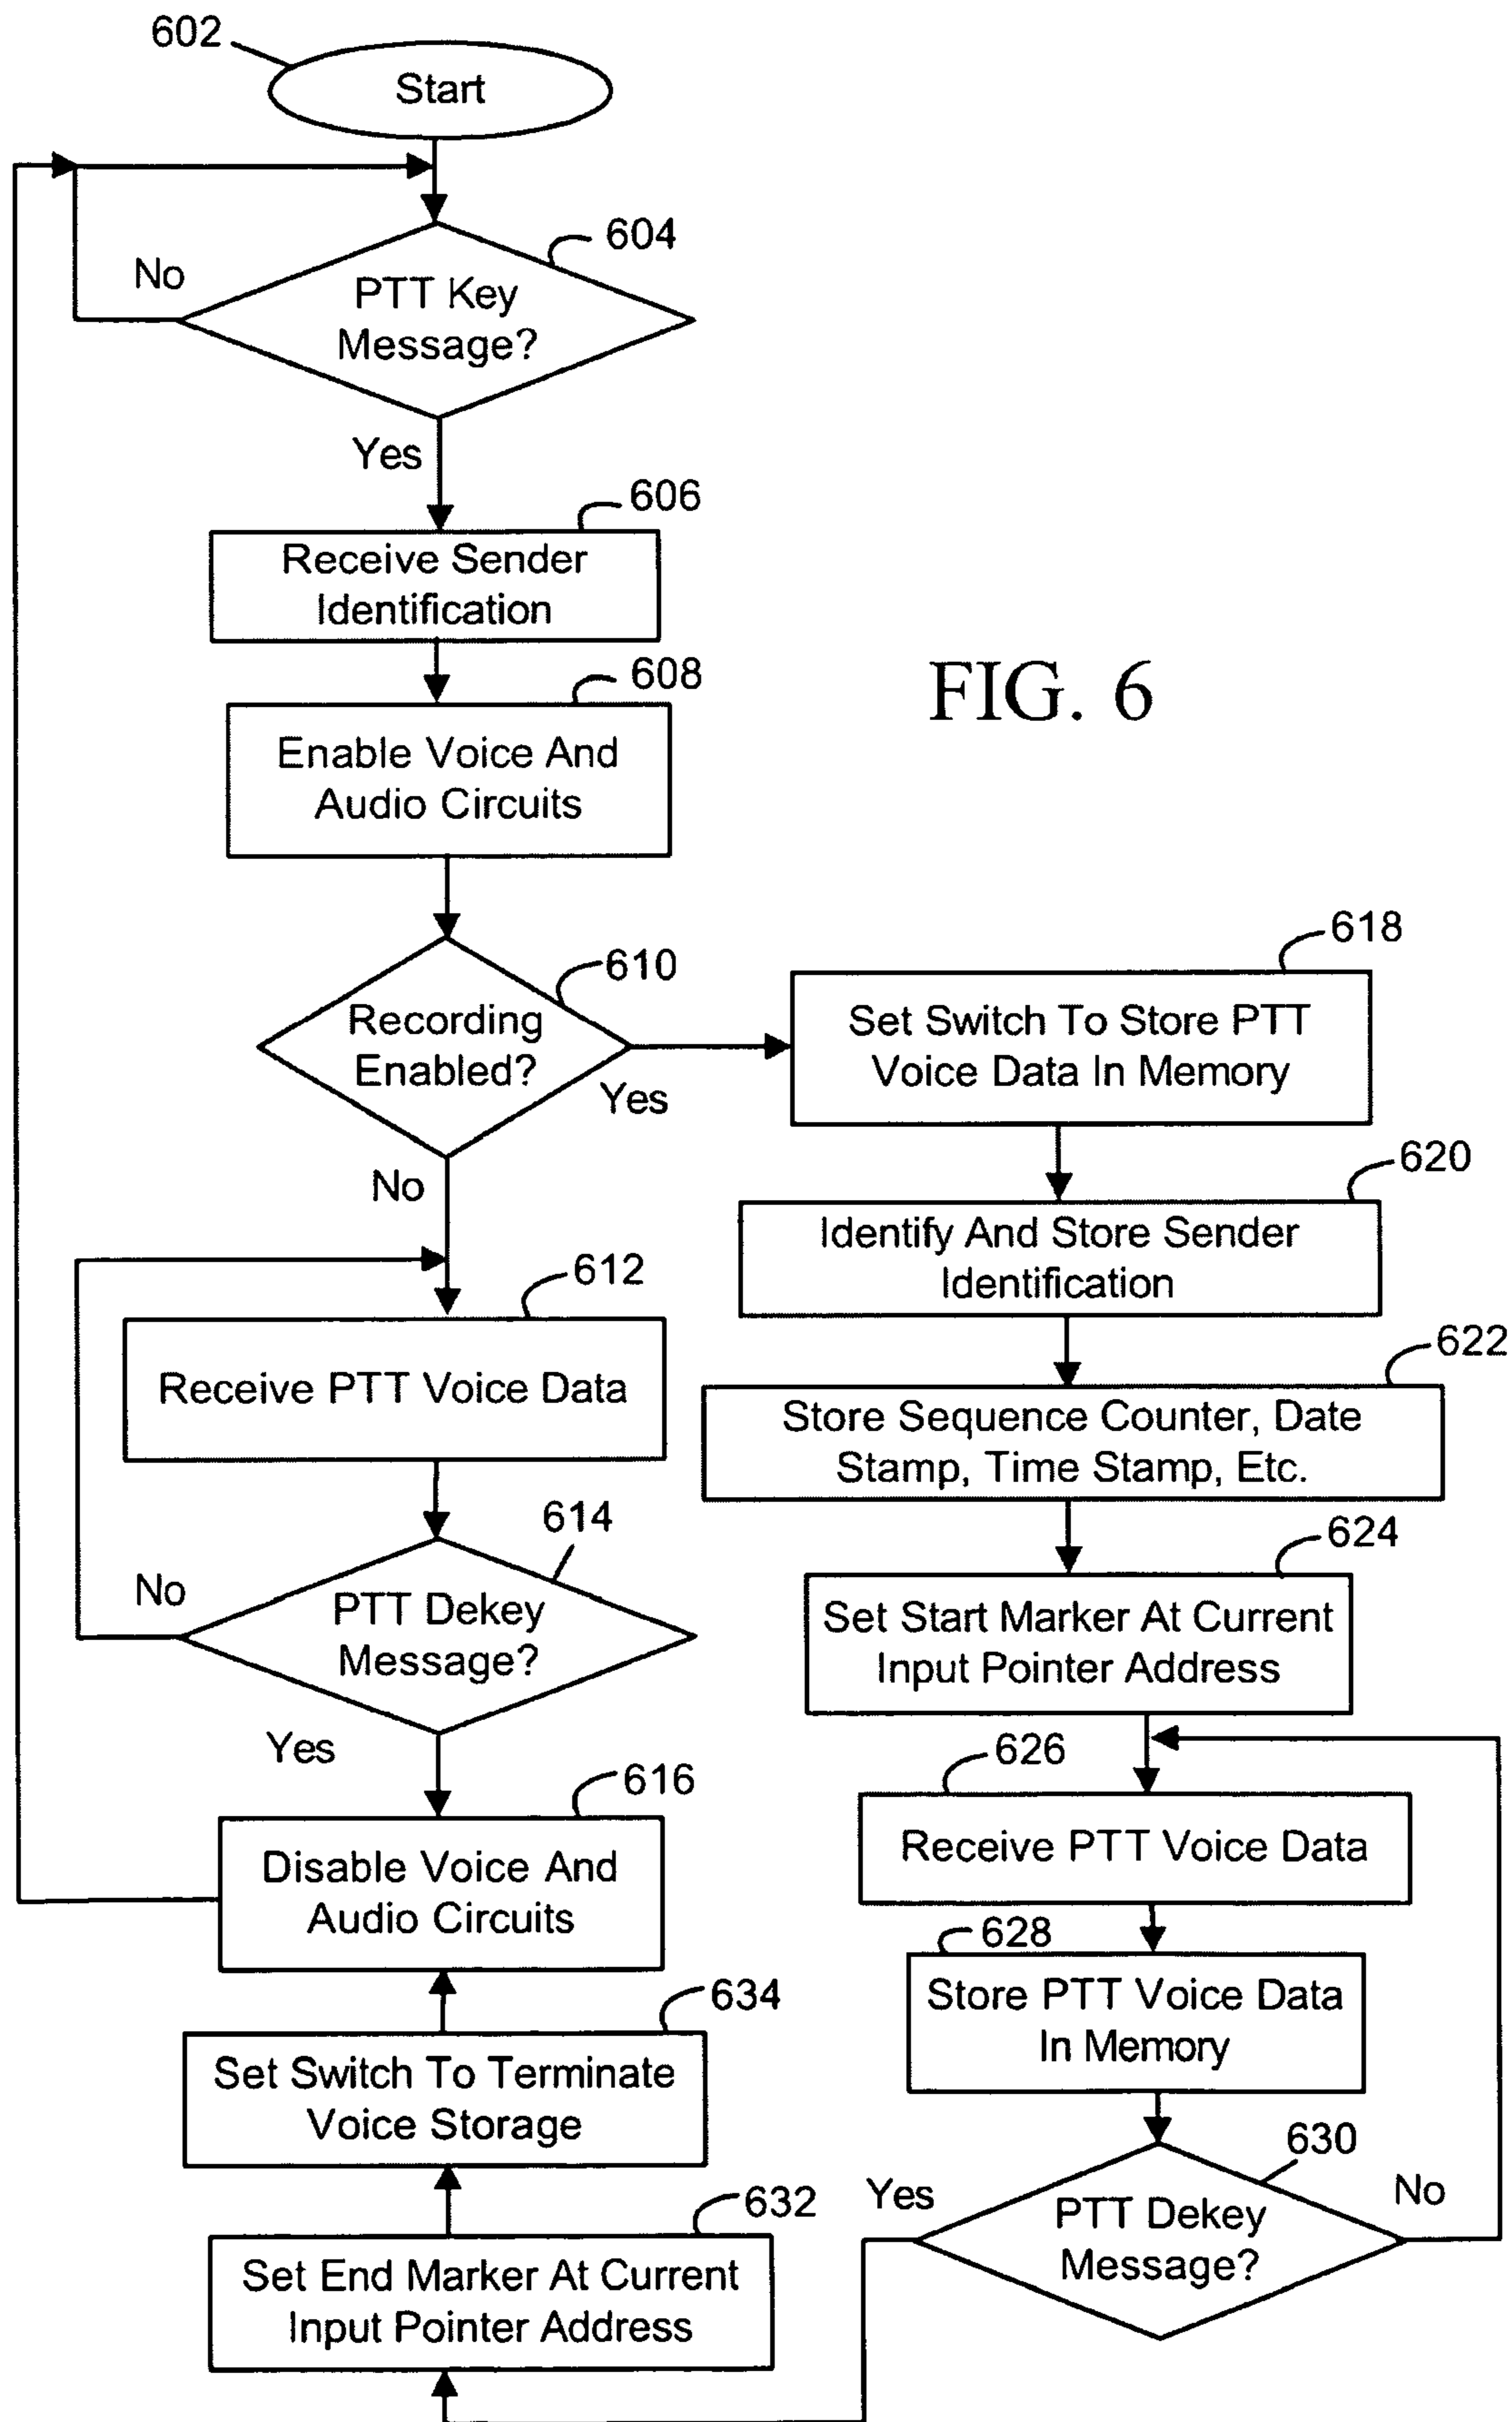 602
Start
604
No
PTT Key
Message?
Yes
606
Receive Sender
Identification
608
FIG. 6
Enable Voice And
Audio Circuits
610
Recording
Enabled?
Yes
No
618
Set Switch To Store PTT
Voice Data In Memory
620
Identify And Store Sender
Identification
612
Receive PTT Voice Data
622
Store Sequence Counter, Date
Stamp, Time Stamp, Etc.
614
No
PTT Dekey
Message?
Yes
624
Set Start Marker At Current
Input Pointer Address
616
Disable Voice And
Audio Circuits
626
Receive PTT Voice Data
628
Store PTT Voice Data
In Memory
634
Set Switch To Terminate
Voice Storage
630
Yes
No
PTT Dekey
Message?
632
Set End Marker At Current
Input Pointer Address